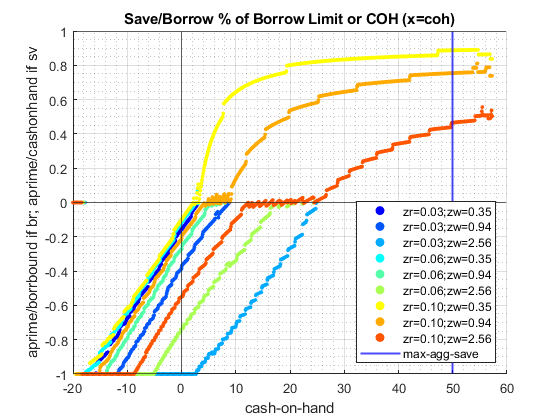 Save/Borrow % of Borrow Limit or COH (x=coh)
aprime/borrbound if br; aprime/cashonhand if sv
1
0.8
0.6
0.4
0.2
0
-0.2
-0.4
-0.6
-0.8
-1
zr=0.03;zw=0.35
zr=0.03;zw=0.94
zr=0.03;zw=2.56
zr=0.06;zw=0.35
zr=0.06;zw=0.94
zr=0.06;zw=2.56
zr=0.10;zw=0.35
zr=0.10;zw=0.94
zr=0.10;zw=2.56
max-agg-save
-20 -10 0 10 20 30 40 50 60
cash-on-hand